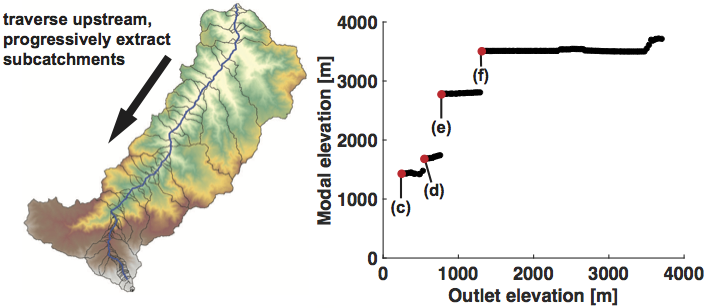 traverse upstream,
progressively extract
subcatchments
4000
3000
2000
1000
0
Modal elevation [m]
(f)
(e)
(d)
(c)
0 1000 2000 3000 4000
Outlet elevation [m]